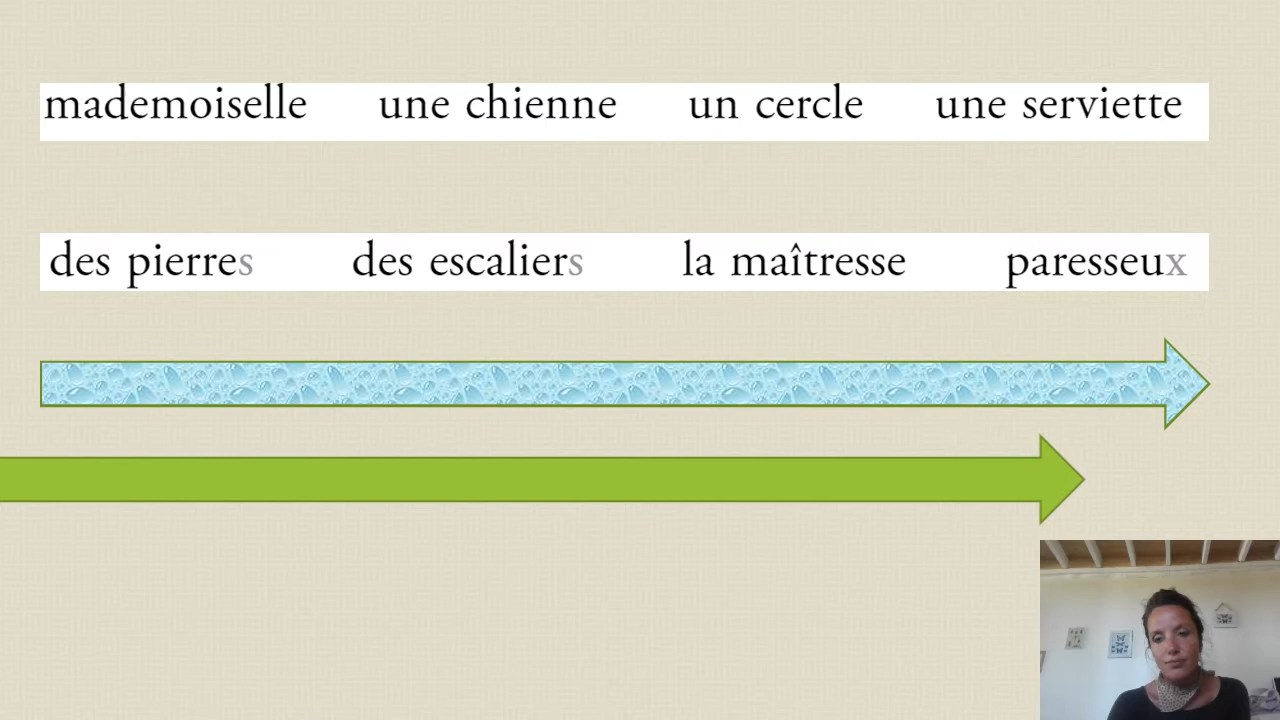 mademoiselle une chienne un cercle une serviette
des pierres des escaliers la maîtresse paresseux